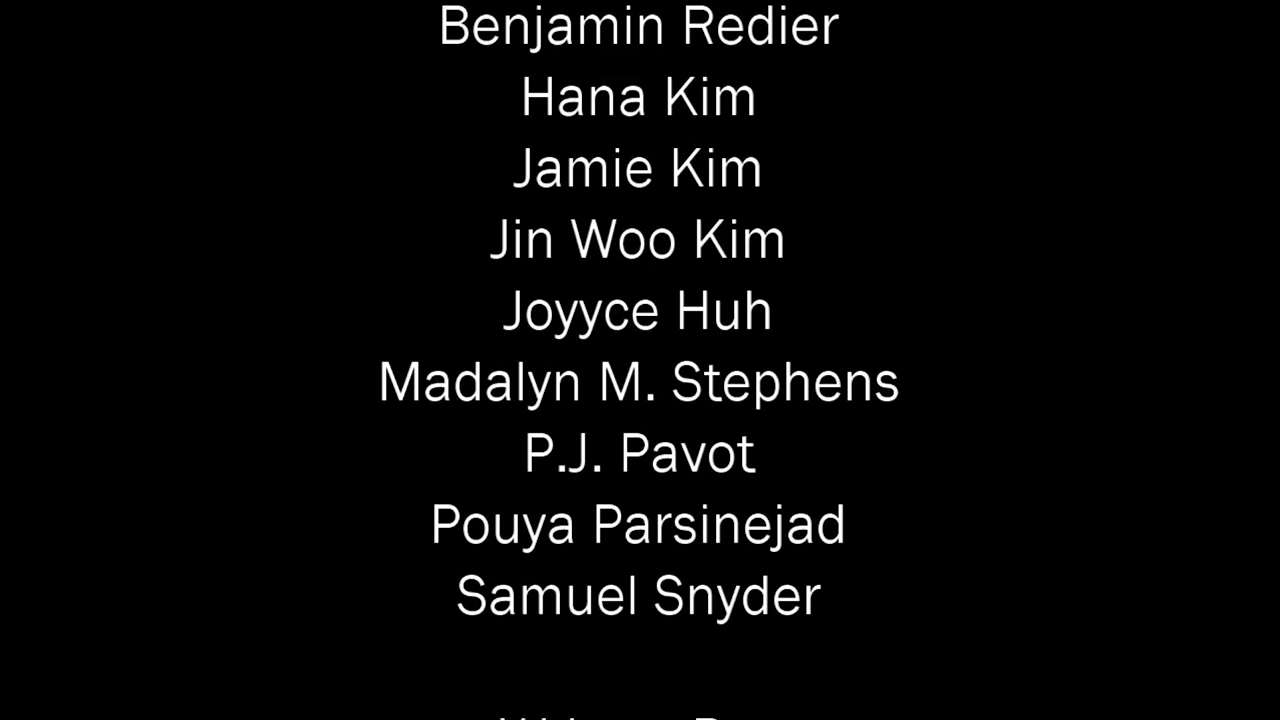 Benjamin Redier
Hana Kim
Jamie Kim
Jin Woo Kim
Joyyce Huh
Madalyn M. Stephens
P.J. Pavot
Pouya Parsinejad
Samuel Snyder